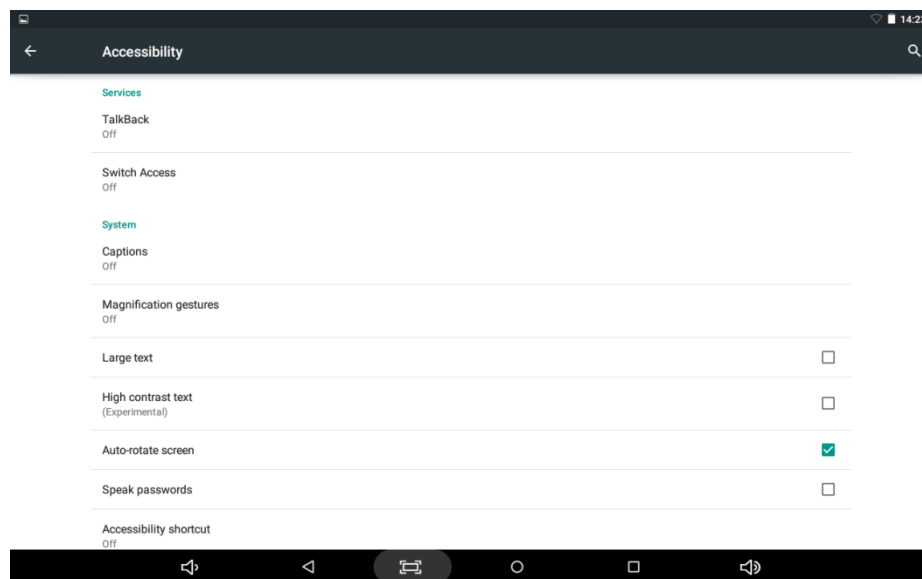 14:23
Accessibility
Services
TalkBack
Off
Switch Access
Off
System
Captions
Off
Magnification gestures
Off
Large text
High contrast text
(Experimental)
Auto-rotate screen
Speak passwords
Accessibility shortcut
Off